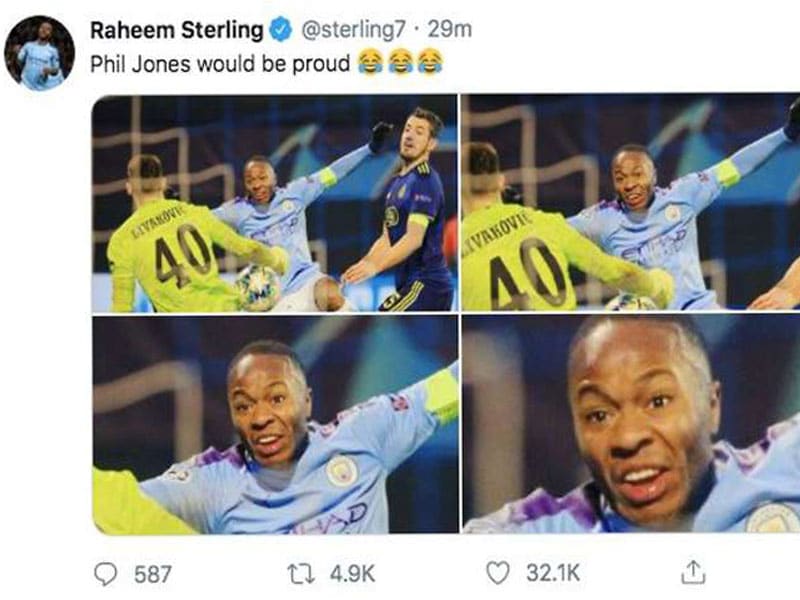 Raheem Sterling @sterling7 · 29m
Phil Jones would be proud 😂😂😂
LIVAKOVIĆ
40
LIVAKOVIĆ
40
587 4.9K 32.1K